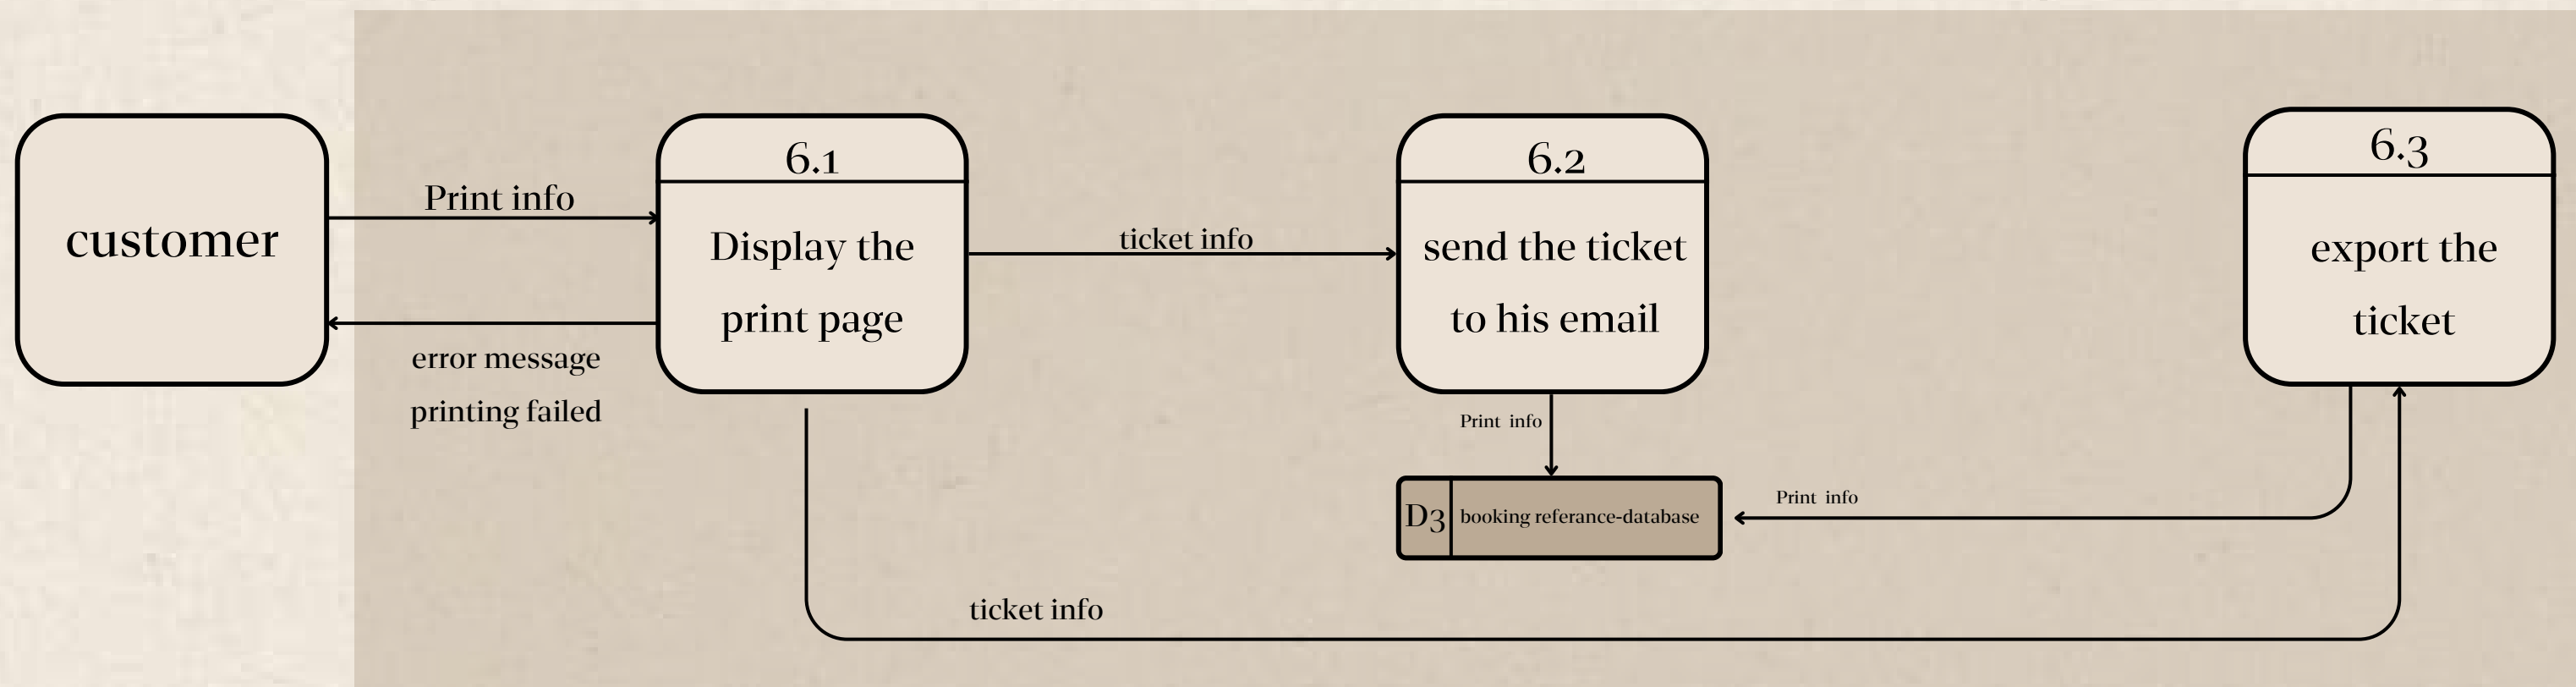 customer
Print info
error message
printing failed
6.1
Display the
print page
ticket info
6.2
send the ticket
to his email
Print info
D3
booking referance-database
6.3
export the
ticket
Print info
ticket info